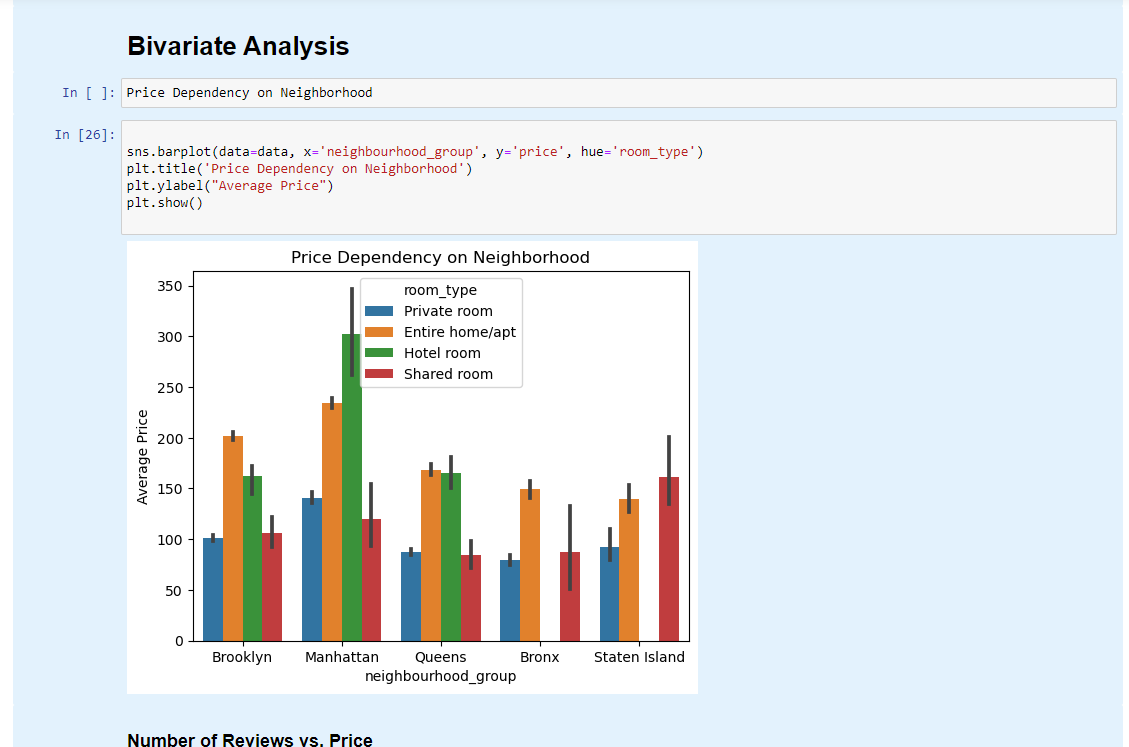 Bivariate Analysis
In [ ]: Price Dependency on Neighborhood
In [26]:
sns.barplot(data=data, x='neighbourhood_group', y='price', hue='room_type')
plt.title('Price Dependency on Neighborhood')
plt.ylabel("Average Price")
plt.show()
Price Dependency on Neighborhood
room_type
Private room
Entire home/apt
Hotel room
Shared room
350
300
250
200
150
100
50
0
Average Price
Brooklyn Manhattan Queens Bronx Staten Island
neighbourhood_group
Number of Reviews vs. Price